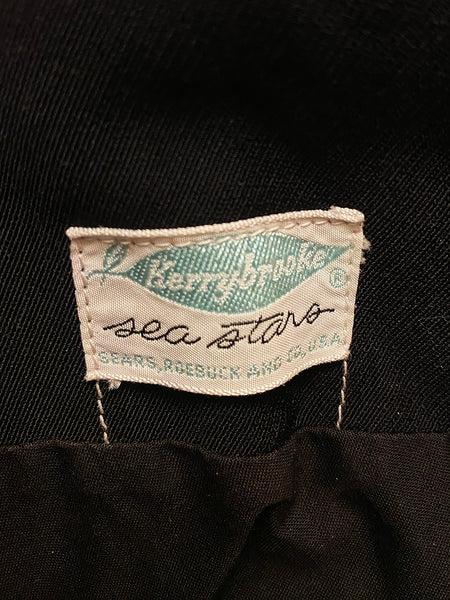 Kerrybrooke ®
sea stars
SEARS, ROEBUCK AND CO, U.S.A.